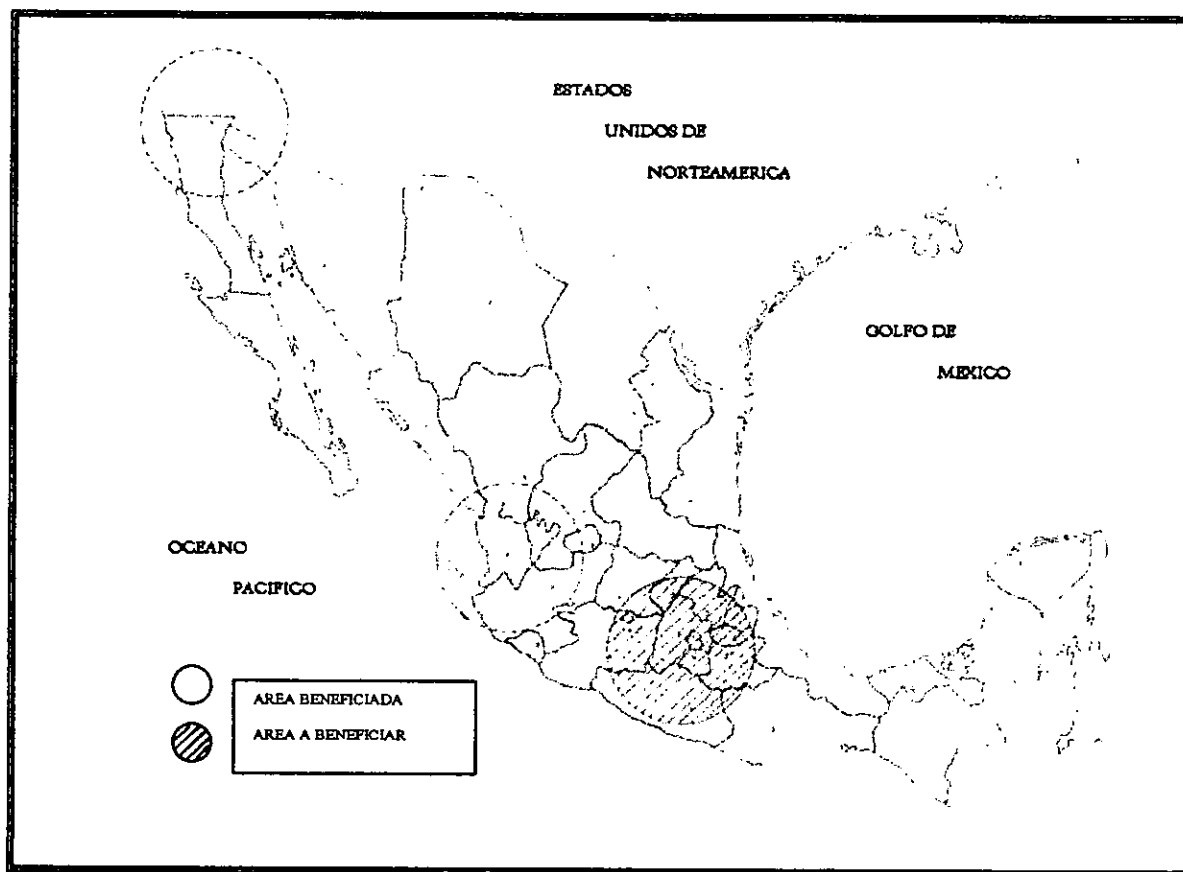 ESTADOS
UNIDOS DE
NORTEAMERICA
GOLFO DE
MEXICO
OCEANO
PACIFICO
AREA BENEFICIADA
AREA A BENEFICIAR